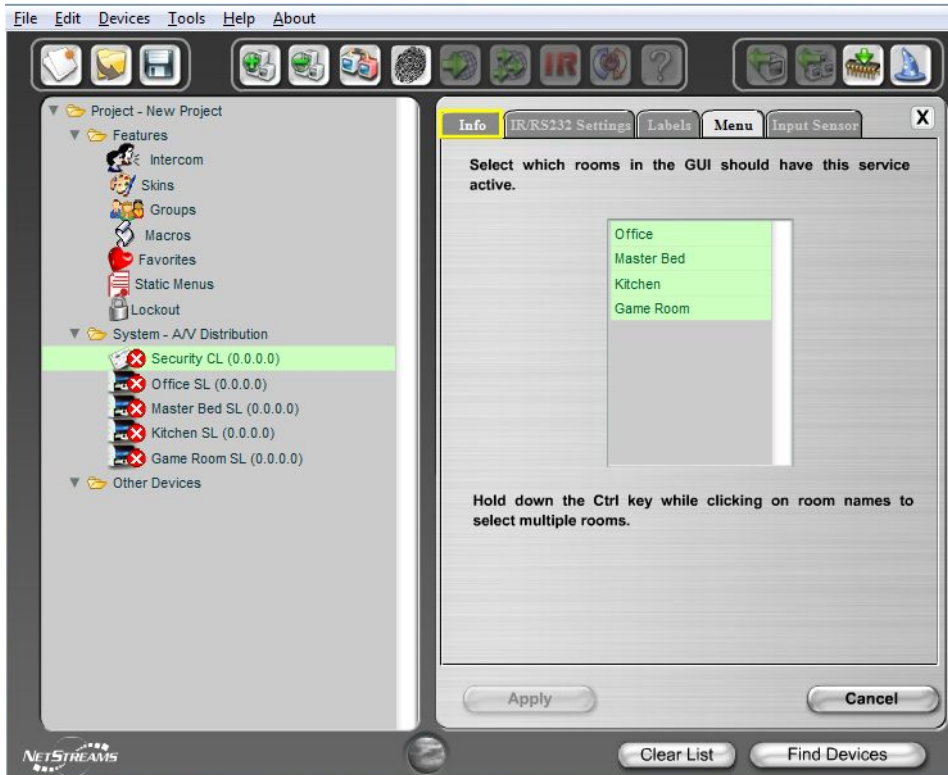 File Edit Devices Tools Help About
IR
?
Project - New Project
Features
Intercom
Skins
Groups
Macros
Favorites
Static Menus
Lockout
System - A/V Distribution
Security CL (0.0.0.0)
Office SL (0.0.0.0)
Master Bed SL (0.0.0.0)
Kitchen SL (0.0.0.0)
Game Room SL (0.0.0.0)
Other Devices
Info IR/RS232 Settings Labels Menu Input Sensor X
Select which rooms in the GUI should have this service
active.
Office
Master Bed
Kitchen
Game Room
Hold down the Ctrl key while clicking on room names to
select multiple rooms.
Apply Cancel
NETSTREAMS
Clear List Find Devices